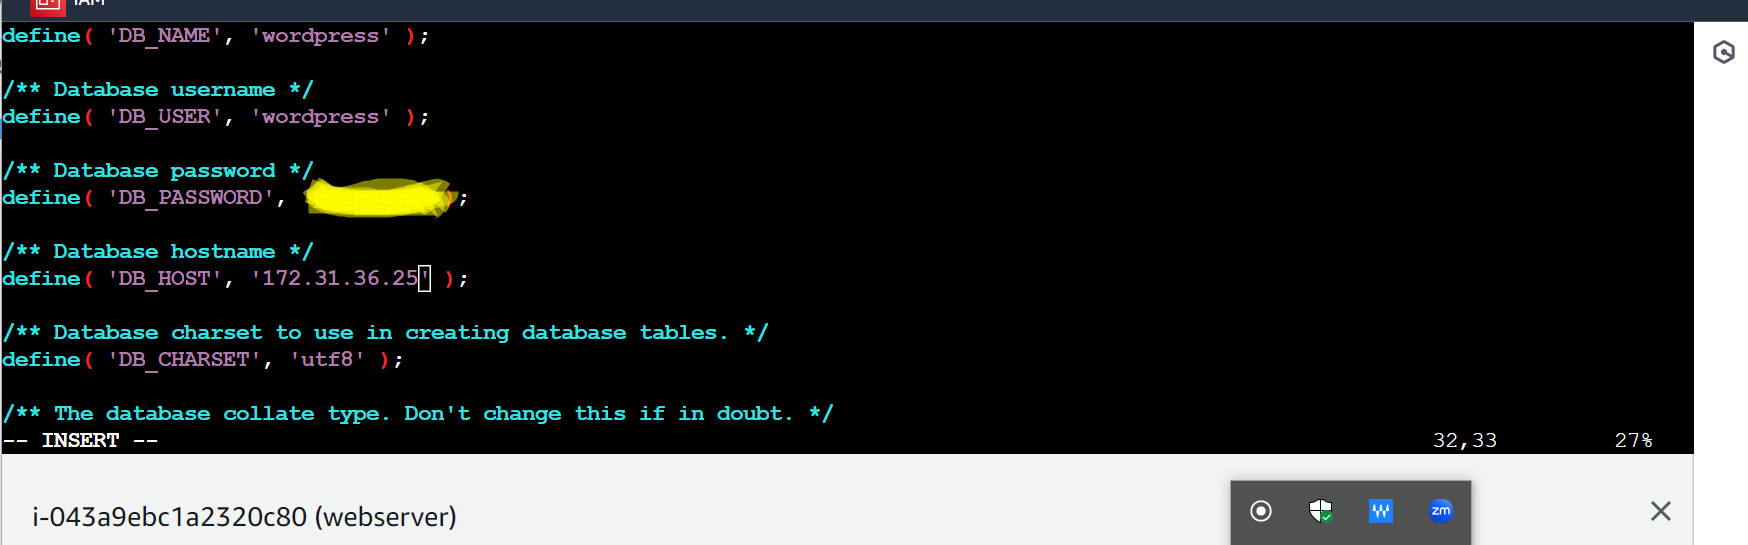 IAM
define( 'DB_NAME', 'wordpress' );
/** Database username */
define( 'DB_USER', 'wordpress' );
/** Database password */
define( 'DB_PASSWORD', );
/** Database hostname */
define( 'DB_HOST', '172.31.36.25' );
/** Database charset to use in creating database tables. */
define( 'DB_CHARSET', 'utf8' );
/** The database collate type. Don't change this if in doubt. */
-- INSERT -- 32,33 27%
i-043a9ebc1a2320c80 (webserver)
zm